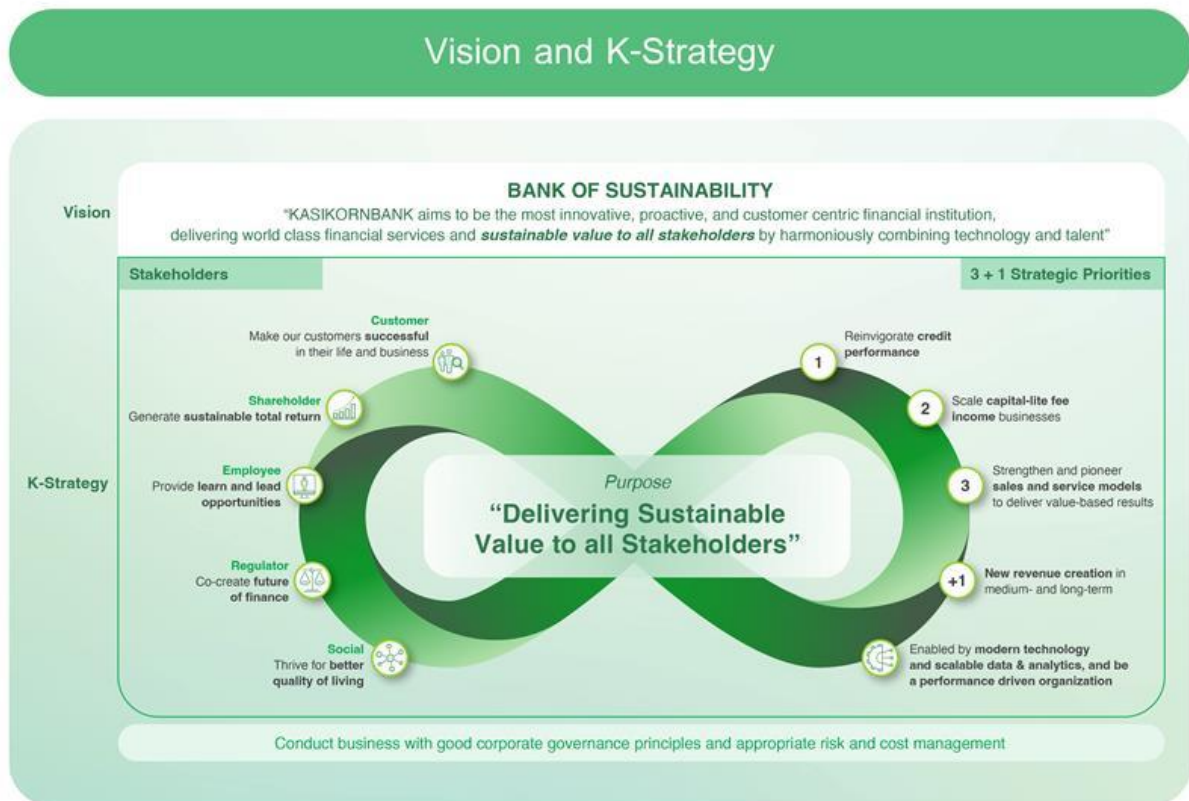 Vision and K-Strategy
Vision
BANK OF SUSTAINABILITY
“KASIKORNBANK aims to be the most innovative, proactive, and customer centric financial institution,
delivering world class financial services and sustainable value to all stakeholders by harmoniously combining technology and talent”
K-Strategy
Stakeholders
Customer
Make our customers successful
in their life and business
Shareholder
Generate sustainable total return
Employee
Provide learn and lead
opportunities
Regulator
Co-create future
of finance
Social
Thrive for better
quality of living
Purpose
“Delivering Sustainable
Value to all Stakeholders”
3 + 1 Strategic Priorities
1
Reinvigorate credit
performance
2
Scale capital-lite fee
income businesses
3
Strengthen and pioneer
sales and service models
to deliver value-based results
+1
New revenue creation in
medium- and long-term
Enabled by modern technology
and scalable data & analytics, and be
a performance driven organization
Conduct business with good corporate governance principles and appropriate risk and cost management